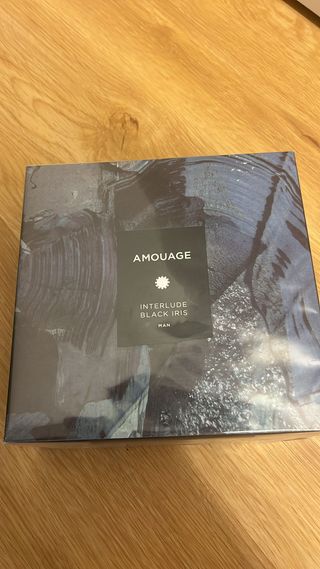 AMOUAGE
INTERLUDE
BLACK IRIS
MAN